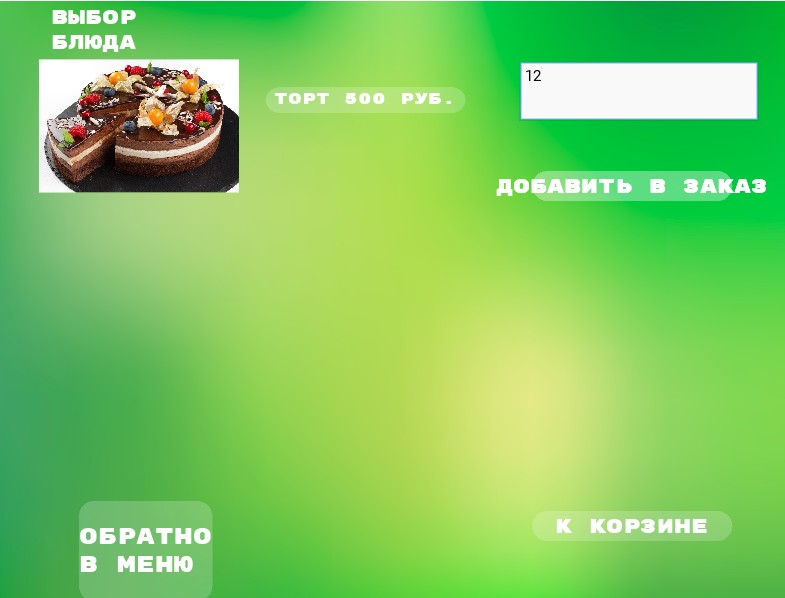 ВЫБОР
БЛЮДА
ТОРТ 500 РУБ.
12
ДОБАВИТЬ В ЗАКАЗ
ОБРАТНО
В МЕНЮ
К КОРЗИНЕ